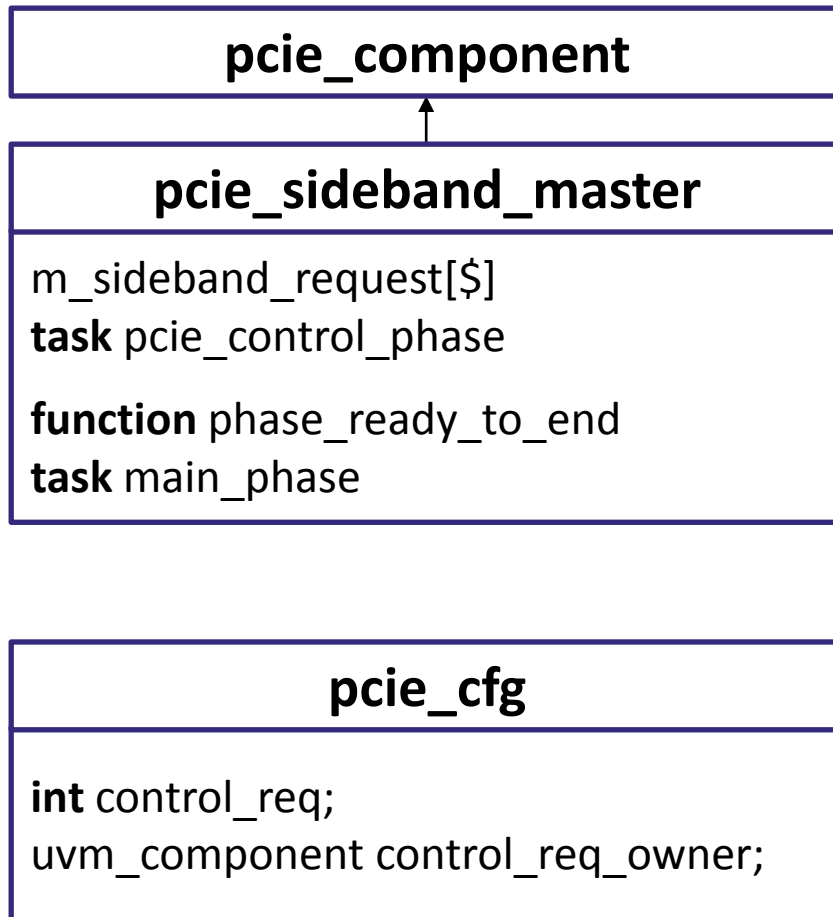 pcie_component
pcie_sideband_master
m_sideband_request[$]
task pcie_control_phase
function phase_ready_to_end
task main_phase
pcie_cfg
int control_req;
uvm_component control_req_owner;